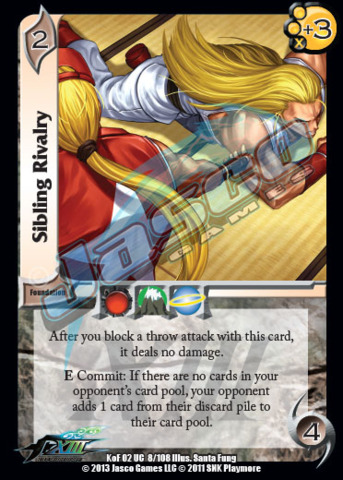 2
+3
Sibling Rivalry
Jasco
GAMES
Foundation
After you block a throw attack with this card,
it deals no damage.
E Commit: If there are no cards in your
opponent's card pool, your opponent
adds 1 card from their discard pile to
their card pool.
4
XIII
KoF 02 UC 8/108 Illus. Santa Fung
© 2013 Jasco Games LLC © 2011 SNK Playmore